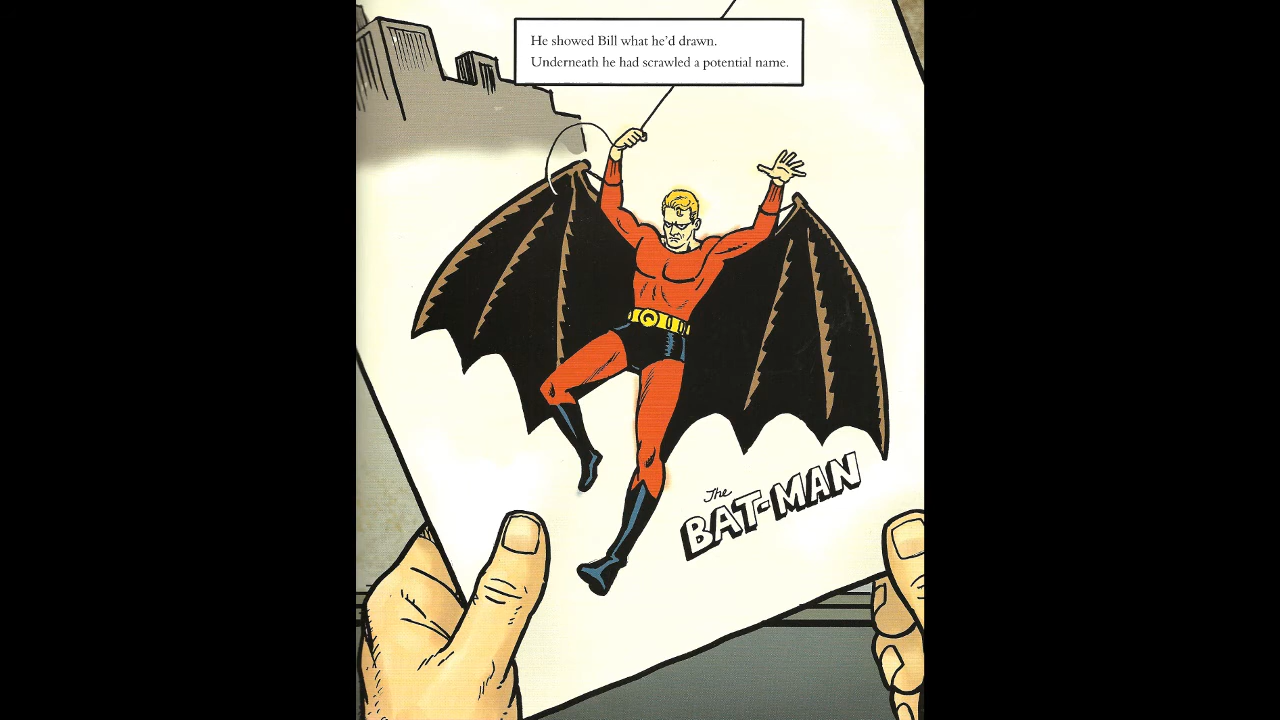 He showed Bill what he'd drawn.
Underneath he had scrawled a potential name.
The
BAT-MAN